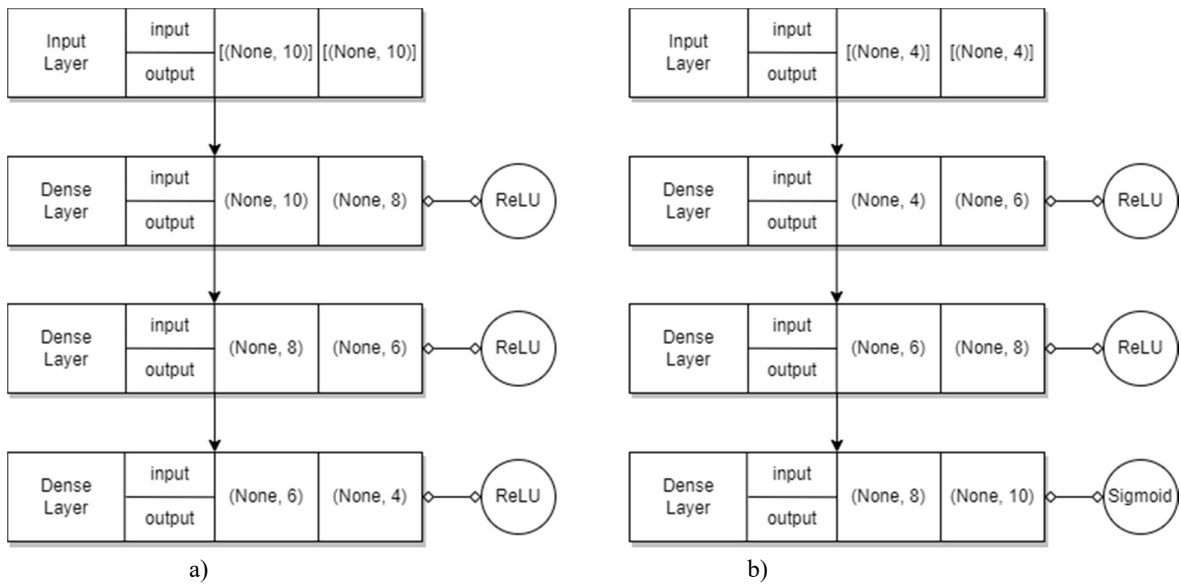 Input
Layer
input
output
[(None, 10)]
[(None, 10)]
Dense
Layer
input
output
(None, 10)
(None, 8)
ReLU
Dense
Layer
input
output
(None, 8)
(None, 6)
ReLU
Dense
Layer
input
output
(None, 6)
(None, 4)
ReLU
a)
Input
Layer
input
output
[(None, 4)]
[(None, 4)]
Dense
Layer
input
output
(None, 4)
(None, 6)
ReLU
Dense
Layer
input
output
(None, 6)
(None, 8)
ReLU
Dense
Layer
input
output
(None, 8)
(None, 10)
Sigmoid
b)